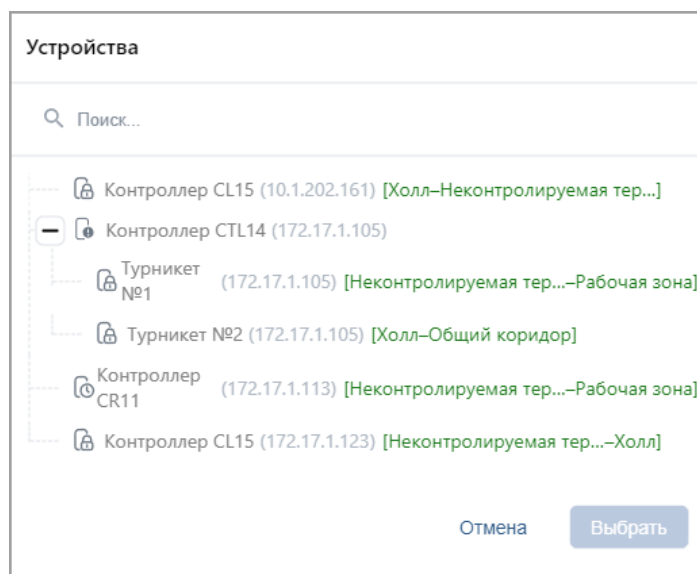 Устройства
Поиск...
Контроллер CL15 (10.1.202.161) [Холл–Неконтролируемая тер...]
Контроллер CTL14 (172.17.1.105)
Турникет
№1 (172.17.1.105) [Неконтролируемая тер...–Рабочая зона]
Турникет №2 (172.17.1.105) [Холл–Общий коридор]
Контроллер
CR11 (172.17.1.113) [Неконтролируемая тер...–Рабочая зона]
Контроллер CL15 (172.17.1.123) [Неконтролируемая тер...–Холл]
Отмена Выбрать